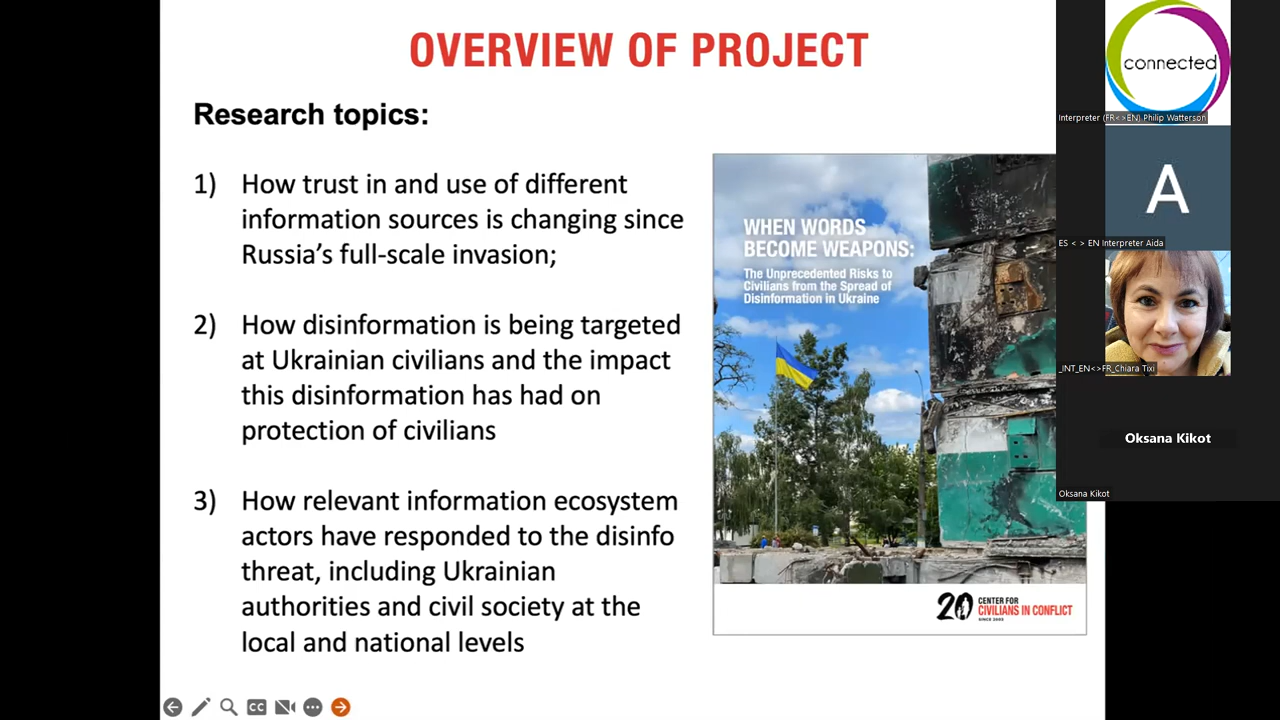 OVERVIEW OF PROJECT
Research topics:
1) How trust in and use of different
information sources is changing since
Russia’s full-scale invasion;
2) How disinformation is being targeted
at Ukrainian civilians and the impact
this disinformation has had on
protection of civilians
3) How relevant information ecosystem
actors have responded to the disinfo
threat, including Ukrainian
authorities and civil society at the
local and national levels
WHEN WORDS
BECOME WEAPONS:
The Unprecedented Risks to
Civilians from the Spread of
Disinformation in Ukraine
20 CENTER FOR
CIVILIANS IN CONFLICT
SINCE 2003
connected
Interpreter (FR<>EN) Philip Watterson
A
ES < > EN Interpreter Aida
_INT_EN<>FR_Chiara Tixi
Oksana Kikot
Oksana Kikot
CC